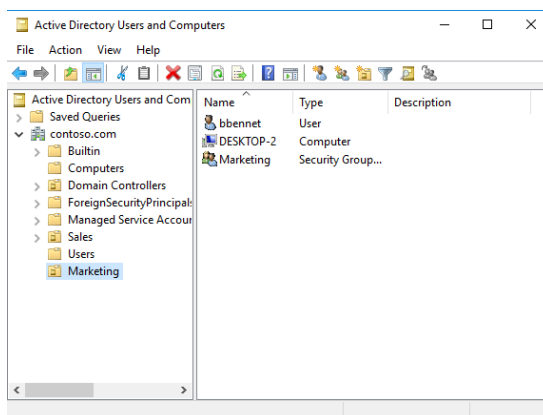 Active Directory Users and Computers
File Action View Help
Active Directory Users and Com
Saved Queries
contoso.com
Builtin
Computers
Domain Controllers
ForeignSecurityPrincipals
Managed Service Accour
Sales
Users
Marketing
Name Type Description
bbennet User
DESKTOP-2 Computer
Marketing Security Group...